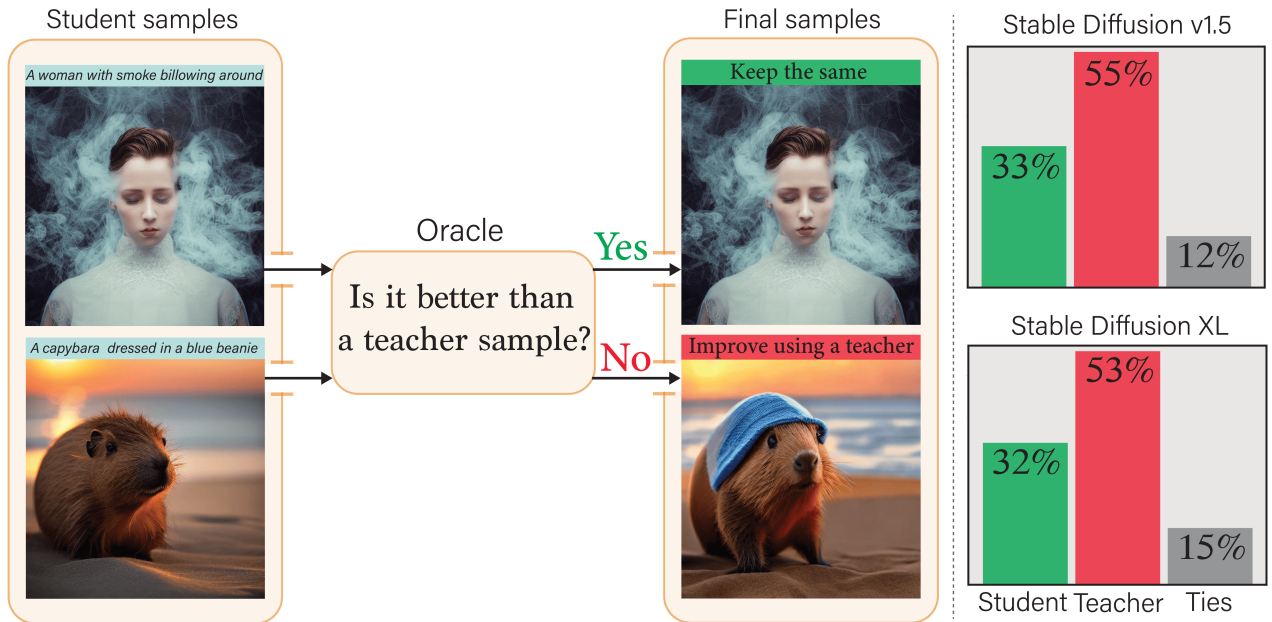 Student samples
A woman with smoke billowing around
A capybara dressed in a blue beanie
Oracle
Is it better than
a teacher sample?
Yes
No
Final samples
Keep the same
Improve using a teacher
Stable Diffusion v1.5
33%
55%
12%
Stable Diffusion XL
32%
53%
15%
Student Teacher Ties